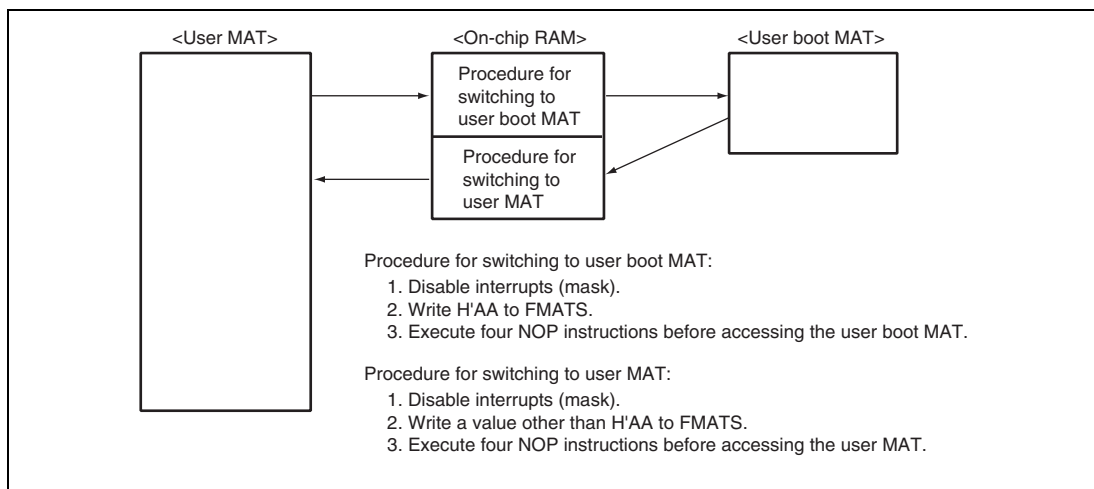 <User MAT>
<On-chip RAM>
<User boot MAT>
Procedure for
switching to
user boot MAT
Procedure for
switching to
user MAT
Procedure for switching to user boot MAT:
1. Disable interrupts (mask).
2. Write H'AA to FMATS.
3. Execute four NOP instructions before accessing the user boot MAT.
Procedure for switching to user MAT:
1. Disable interrupts (mask).
2. Write a value other than H'AA to FMATS.
3. Execute four NOP instructions before accessing the user MAT.